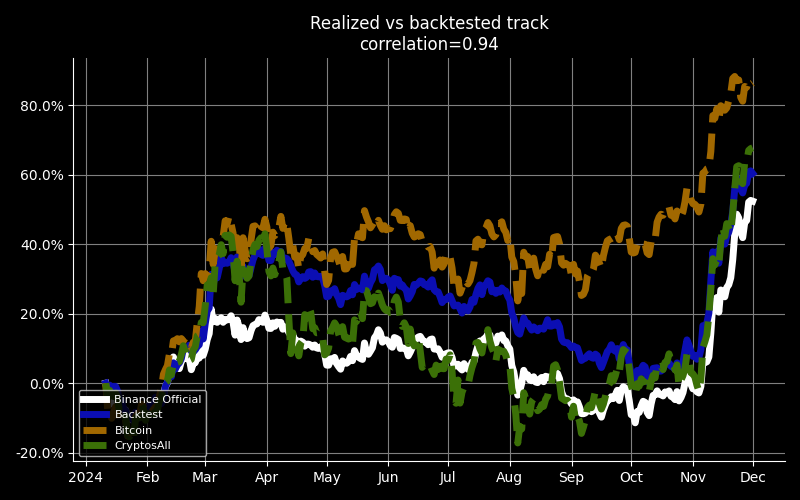 Realized vs backtested track
correlation=0.94
80.0%
60.0%
40.0%
20.0%
0.0%
-20.0%
Binance Official
Backtest
Bitcoin
CryptosAll
2024 Feb Mar Apr May Jun Jul Aug Sep Oct Nov Dec